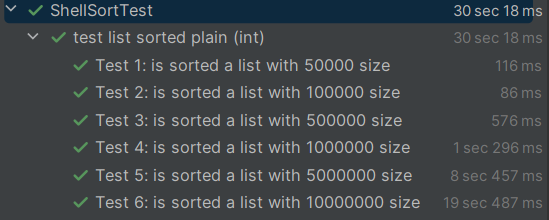 ShellSortTest 30 sec 18 ms
test list sorted plain (int) 30 sec 18 ms
Test 1: is sorted a list with 50000 size 116 ms
Test 2: is sorted a list with 100000 size 86 ms
Test 3: is sorted a list with 500000 size 576 ms
Test 4: is sorted a list with 1000000 size 1 sec 296 ms
Test 5: is sorted a list with 5000000 size 8 sec 457 ms
Test 6: is sorted a list with 10000000 size 19 sec 487 ms